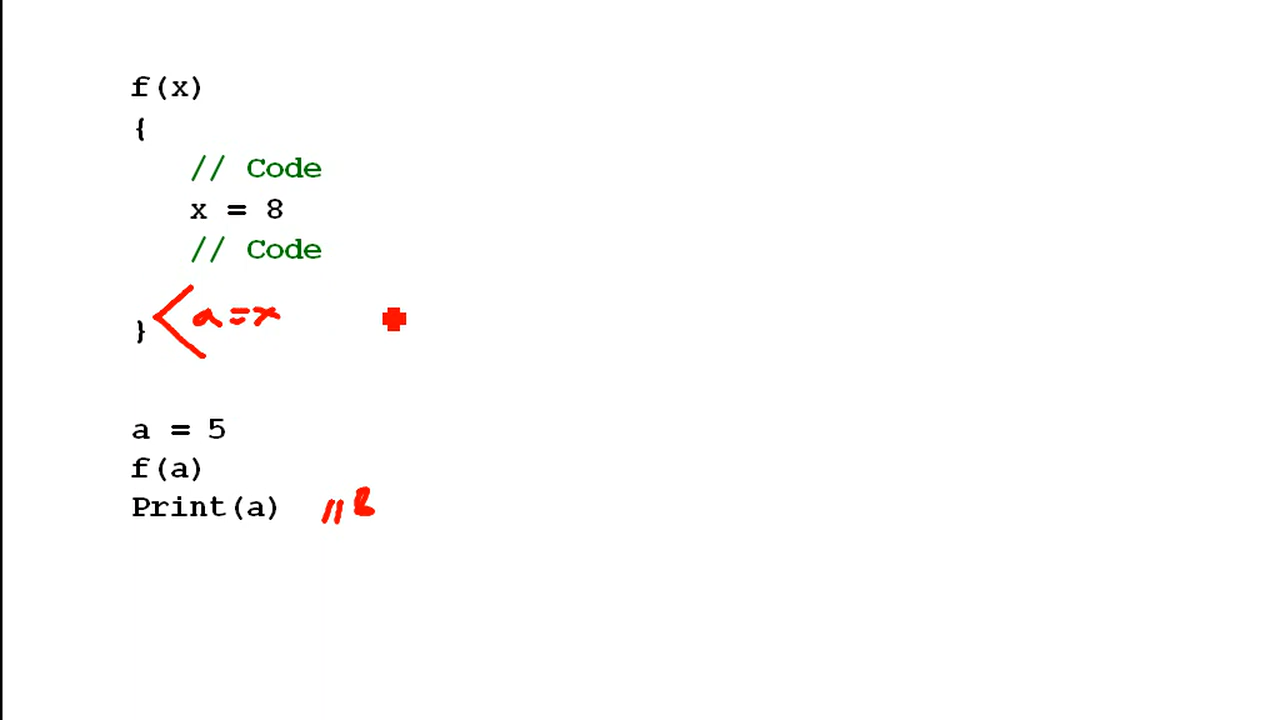 f(x)
{
// Code
x = 8
// Code
a=x
}
a = 5
f(a)
Print(a) //8